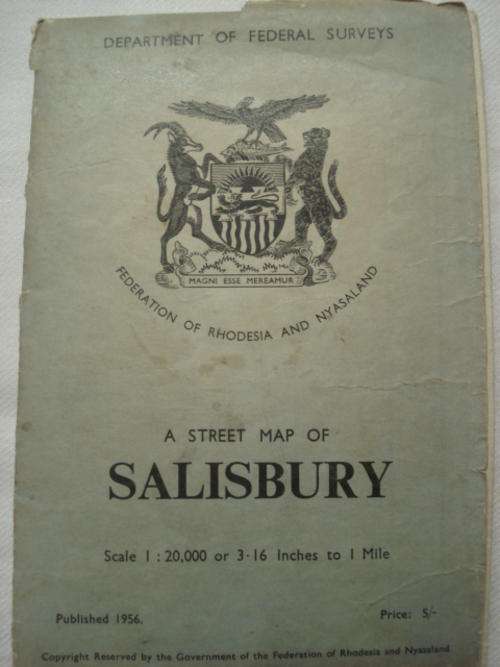 DEPARTMENT OF FEDERAL SURVEYS
MAGNI ESSE MEREAMUR
FEDERATION OF RHODESIA AND NYASALAND
A STREET MAP OF
SALISBURY
Scale 1 : 20,000 or 3·16 Inches to 1 Mile
Published 1956.
Price: 5/-
Copyright Reserved by the Government of the Federation of Rhodesia and Nyasaland